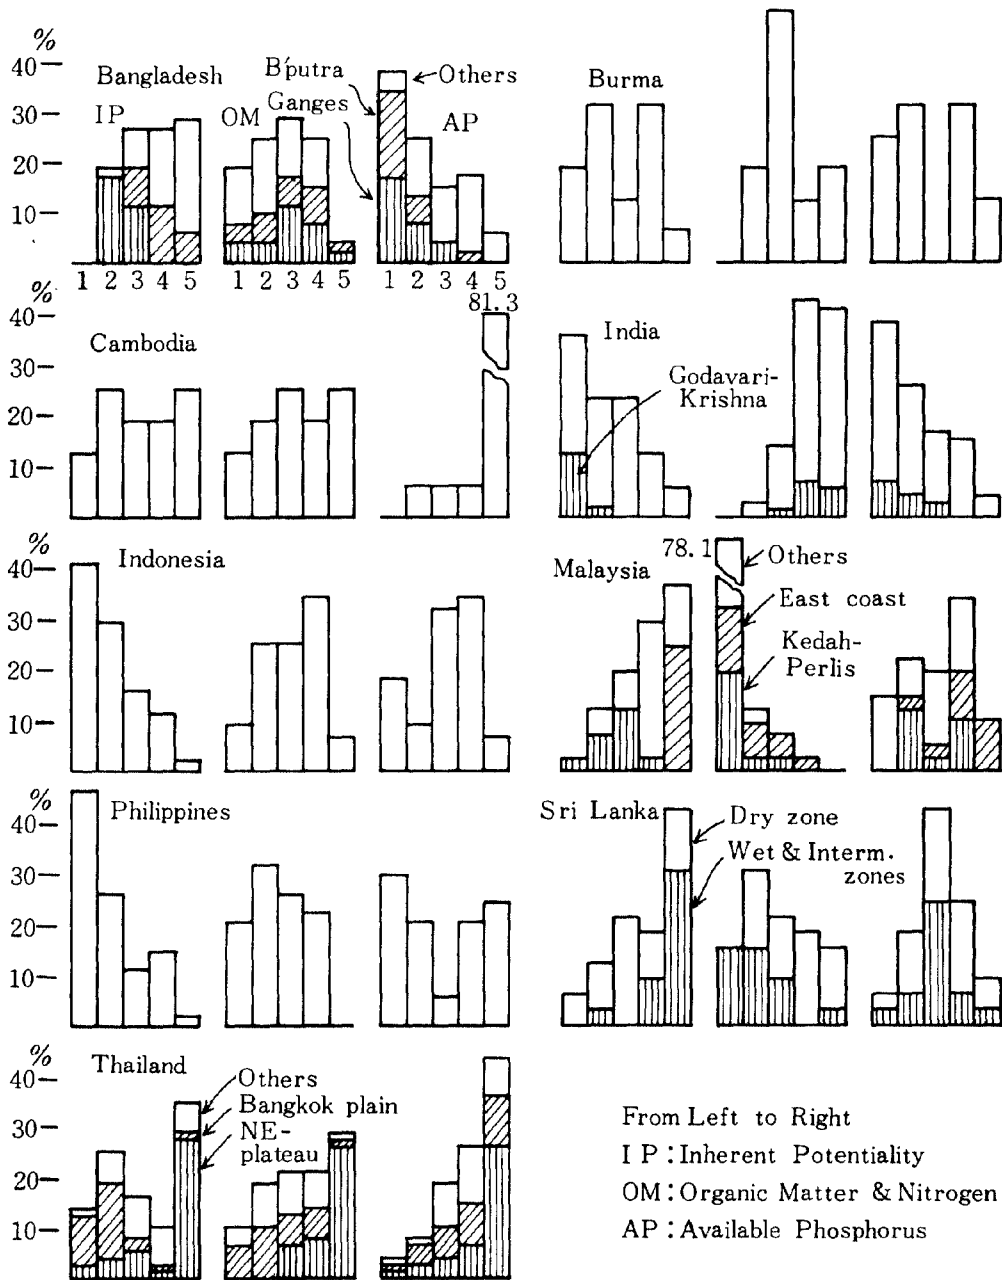 %
40
30
20
10
Bangladesh
IP
OM
B'putra
Ganges
Others
AP
1 2 3 4 5
1 2 3 4 5
1 2 3 4 5
Burma
%
40
30
20
10
Cambodia
81.3
India
Godavari-
Krishna
%
40
30
20
10
Indonesia
Malaysia
78.1
Others
East coast
Kedah-
Perlis
%
40
30
20
10
Philippines
Sri Lanka
Dry zone
Wet & Interm.
zones
%
40
30
20
10
Thailand
Others
Bangkok plain
NE-
plateau
From Left to Right
IP : Inherent Potentiality
OM : Organic Matter & Nitrogen
AP : Available Phosphorus